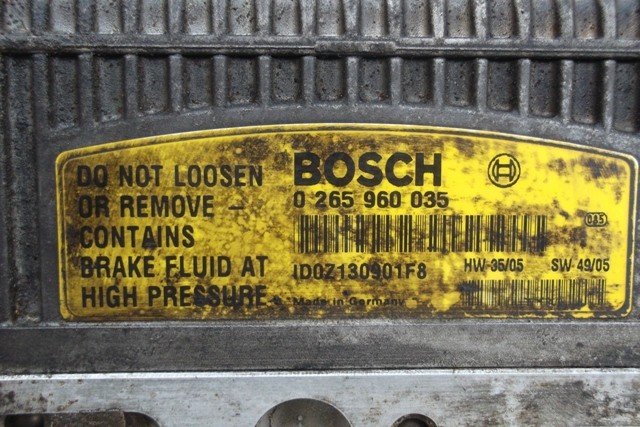 DO NOT LOOSEN
OR REMOVE -
CONTAINS
BRAKE FLUID AT
HIGH PRESSURE
BOSCH
0 265 960 035
035
iD0Z130901F8
HW 35/05 SW 49/05
Made in Germany